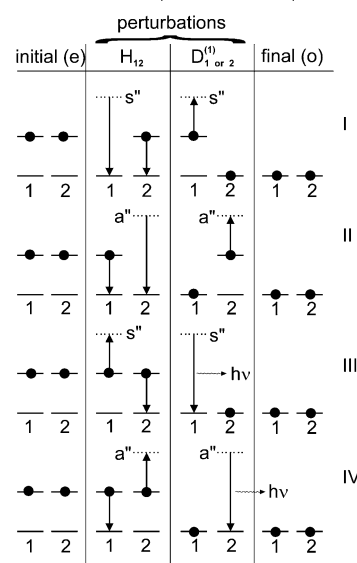 perturbations
initial (e) H₁₂ D₁ ₒᵣ ₂⁽¹⁾ final (o)
s" s" I
1 2 1 2 1 2 1 2
a" a" II
1 2 1 2 1 2 1 2
s" s" III
hν
1 2 1 2 1 2 1 2
a" a" IV
hν
1 2 1 2 1 2 1 2